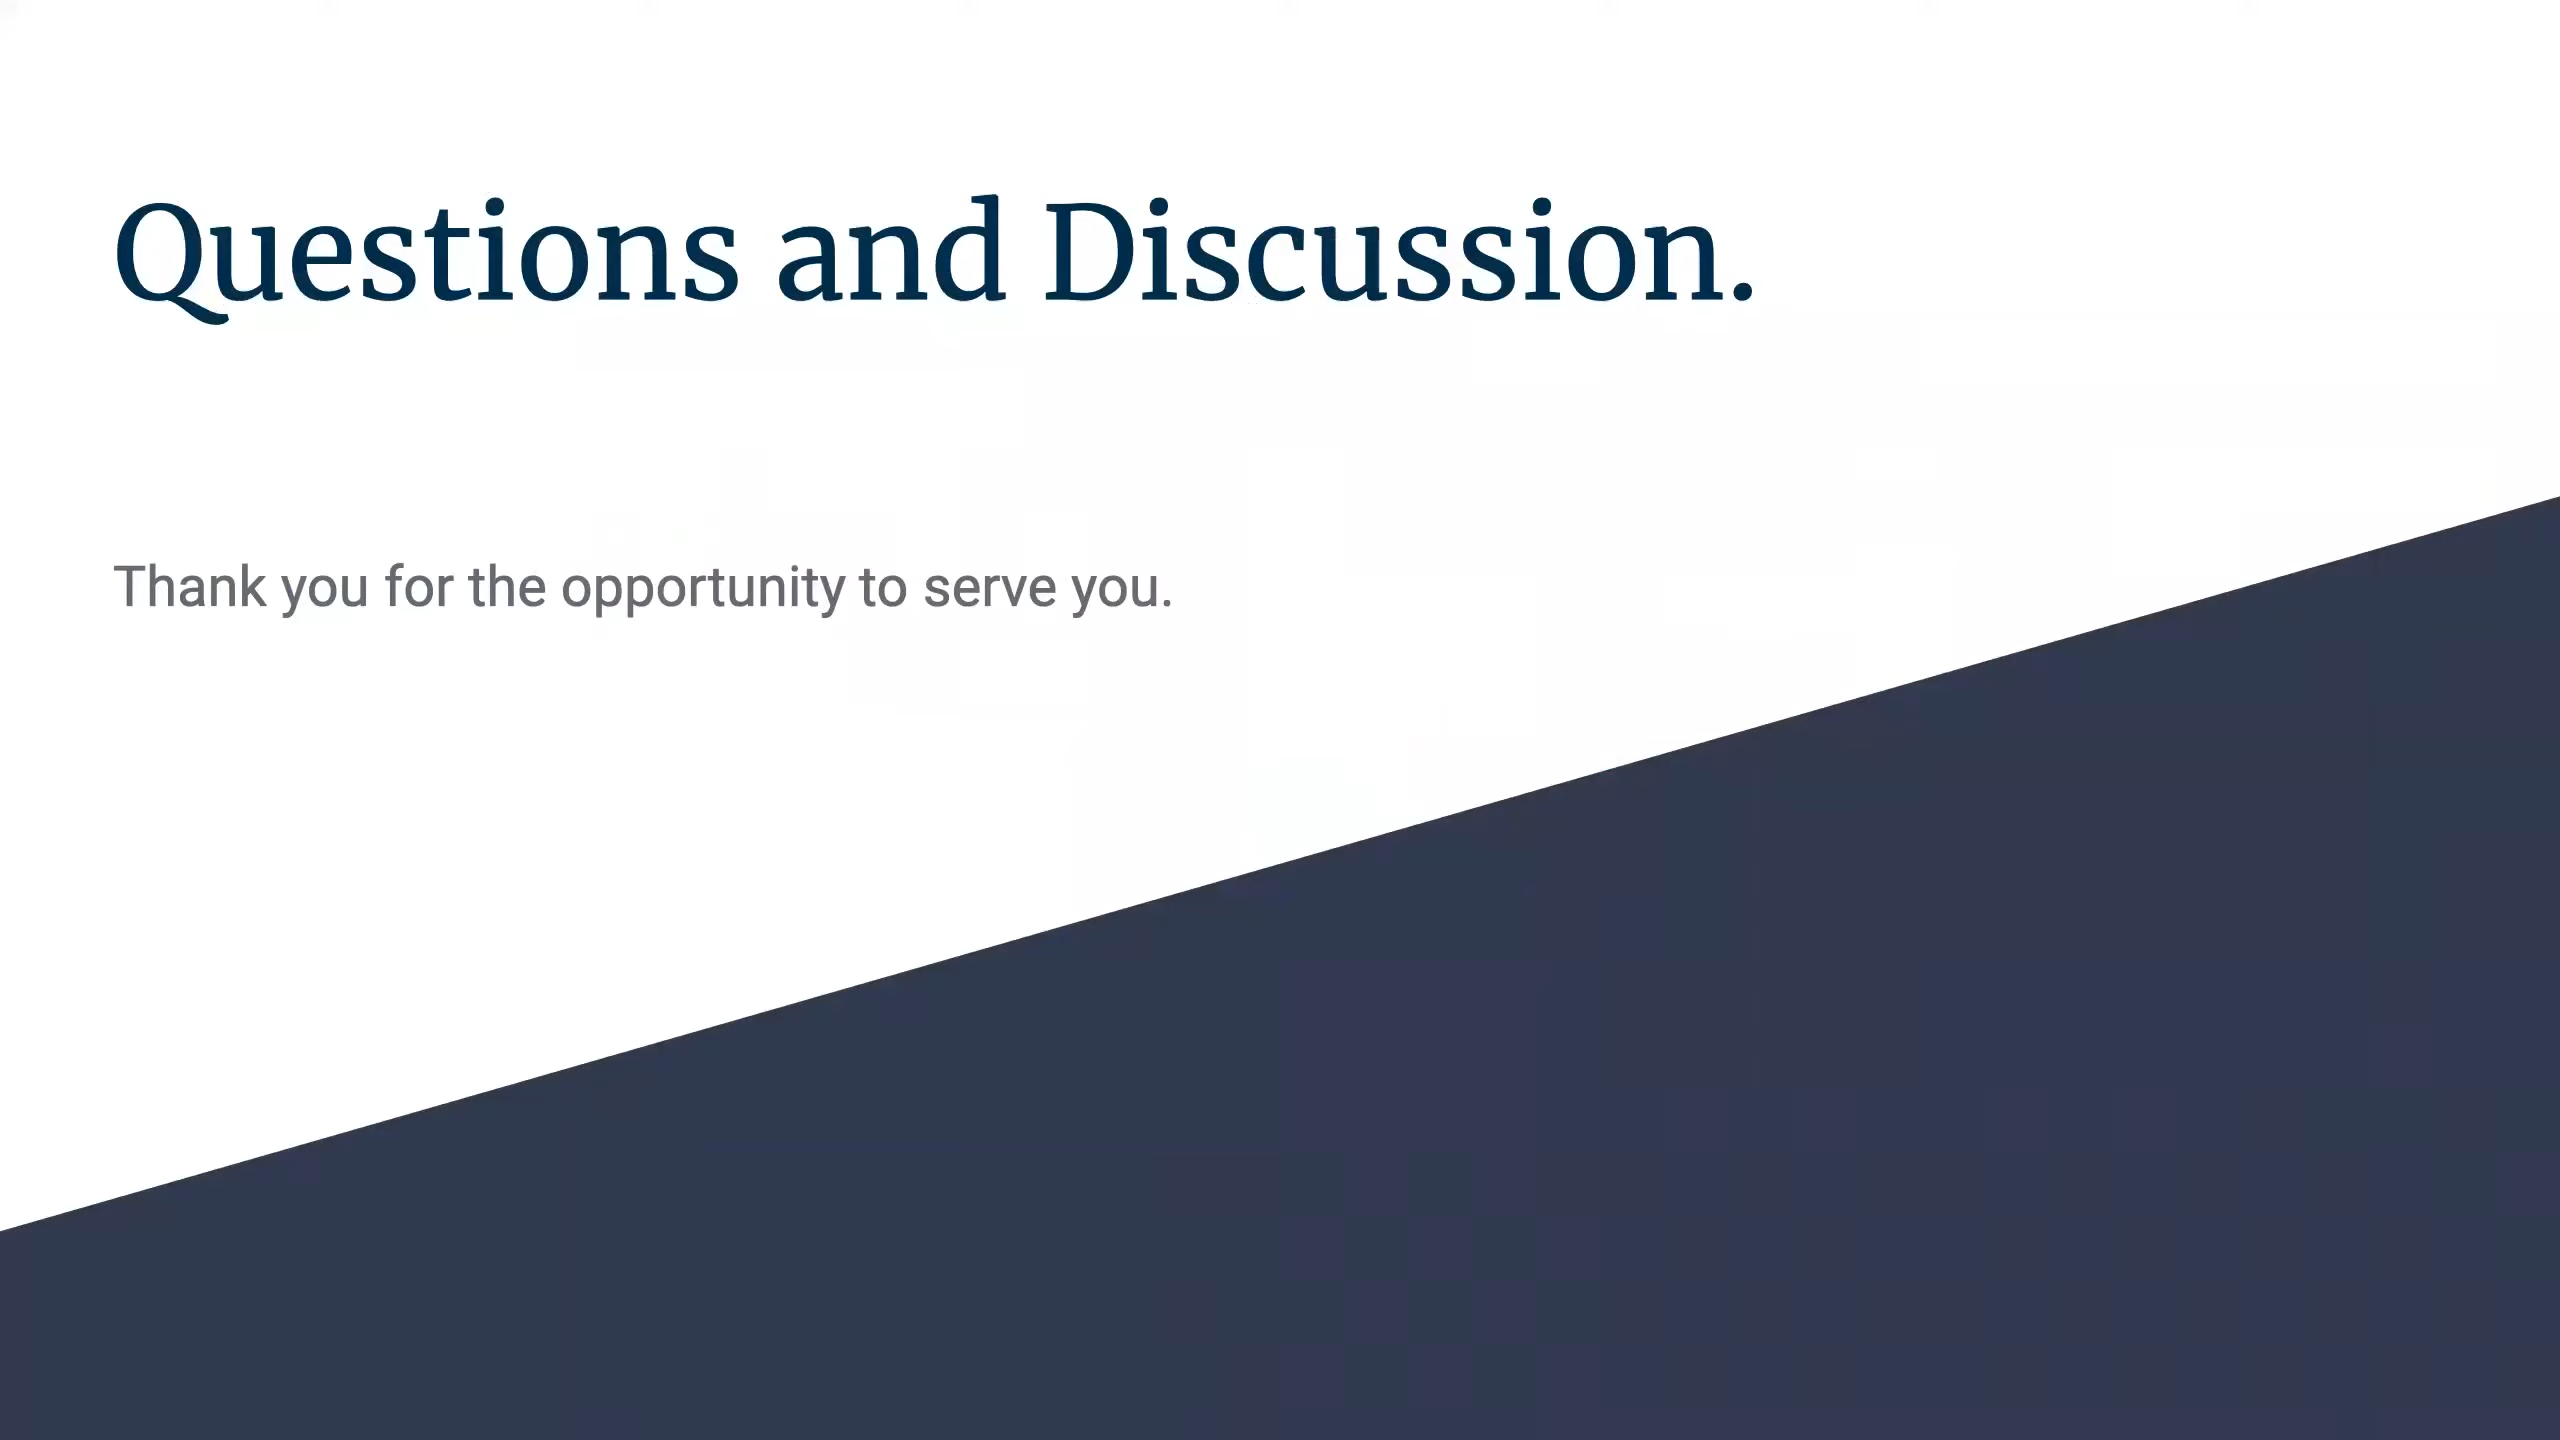 Questions and Discussion.
Thank you for the opportunity to serve you.